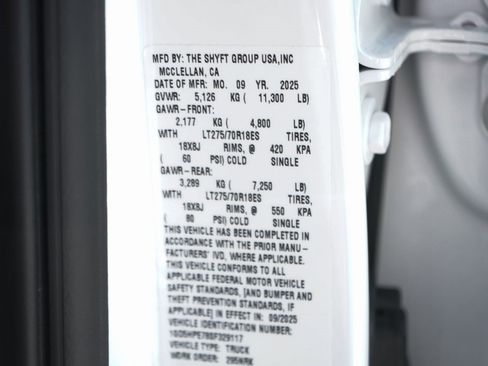 MFD BY: THE SHYFT GROUP USA,INC
MCCLELLAN, CA
DATE OF MFR: MO. 09 YR. 2025
GVWR: 5,126 KG ( 11,300 LB)
GAWR-FRONT:
2,177 KG ( 4,800 LB)
WITH LT275/70R18ES TIRES,
18X8J RIMS, @ 420 KPA
( 60 PSI) COLD SINGLE
GAWR-REAR:
3,289 KG ( 7,250 LB)
WITH LT275/70R18ES TIRES,
18X8J RIMS, @ 550 KPA
( 80 PSI) COLD SINGLE
THIS VEHICLE HAS BEEN COMPLETED IN
ACCORDANCE WITH THE PRIOR MANU-
FACTURERS' IVD, WHERE APPLICABLE.
THIS VEHICLE CONFORMS TO ALL
APPLICABLE FEDERAL MOTOR VEHICLE
SAFETY STANDARDS, [AND BUMPER AND
THEFT PREVENTION STANDARDS, IF
APPLICABLE] IN EFFECT IN: 09/2025
VEHICLE IDENTIFICATION NUMBER:
VEHICLE TYPE: TRUCK
WORK ORDER: